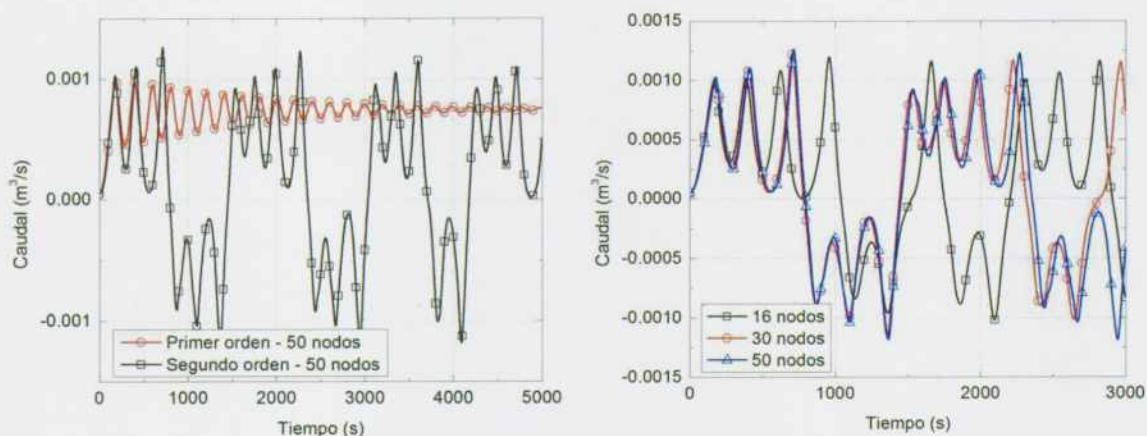 0.001
0.000
-0.001
Caudal (m³/s)
0
1000
2000
3000
4000
5000
Tiempo (s)
Primer orden - 50 nodos
Segundo orden - 50 nodos
0.0015
0.0010
0.0005
0.0000
-0.0005
-0.0010
-0.0015
Caudal (m³/s)
0
1000
2000
3000
Tiempo (s)
16 nodos
30 nodos
50 nodos